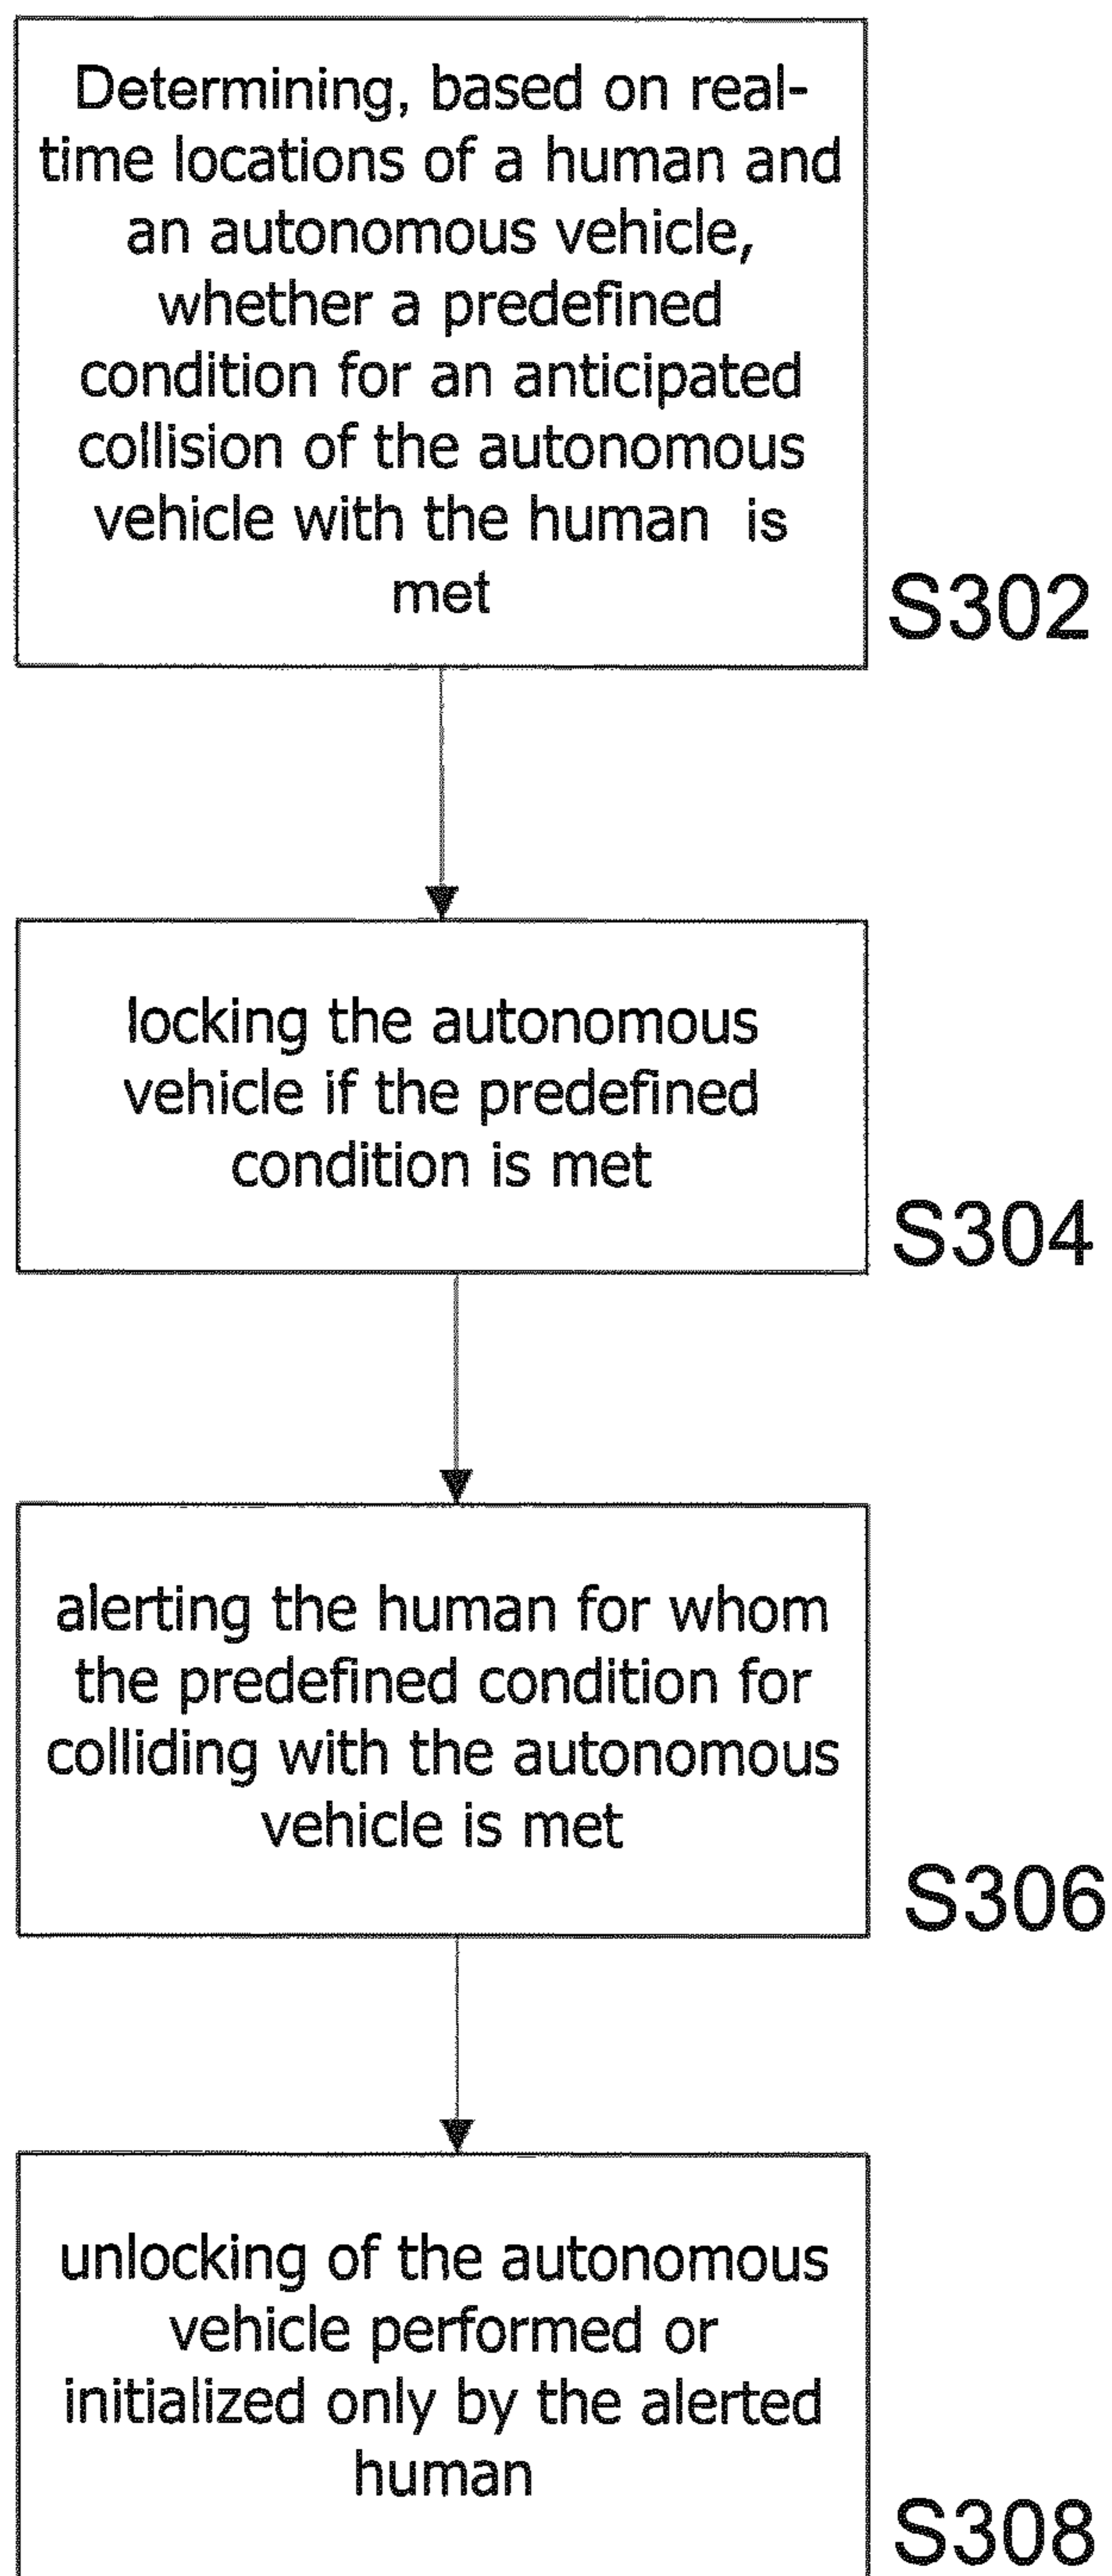 Determining, based on real-
time locations of a human and
an autonomous vehicle,
whether a predefined
condition for an anticipated
collision of the autonomous
vehicle with the human is
met
S302
locking the autonomous
vehicle if the predefined
condition is met
S304
alerting the human for whom
the predefined condition for
colliding with the autonomous
vehicle is met
S306
unlocking of the autonomous
vehicle performed or
initialized only by the alerted
human
S308